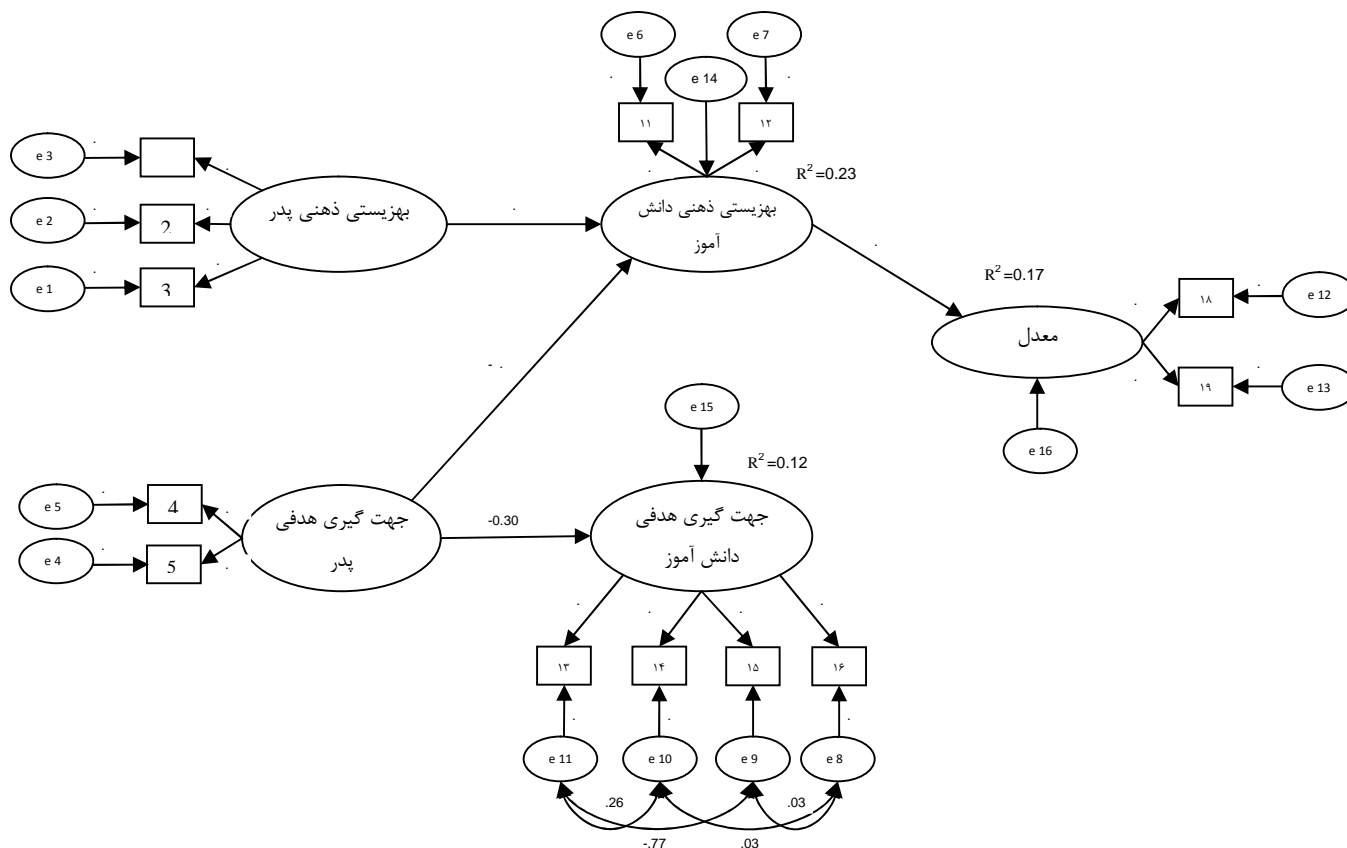 e 6
e 7
e 14
۱۱
۱۲
e 3
R²=0.23
e 2
2
بهزیستی ذهنی پدر
بهزیستی ذهنی دانش
آموز
e 1
3
R²=0.17
۱۸
e 12
معدل
۱۹
e 13
e 15
e 16
R²=0.12
e 5
4
جهت گیری هدفی
پدر
-0.30
جهت گیری هدفی
دانش آموز
e 4
5
۱۳
۱۴
۱۵
۱۶
e 11
e 10
e 9
e 8
.26
.03
-.77
.03